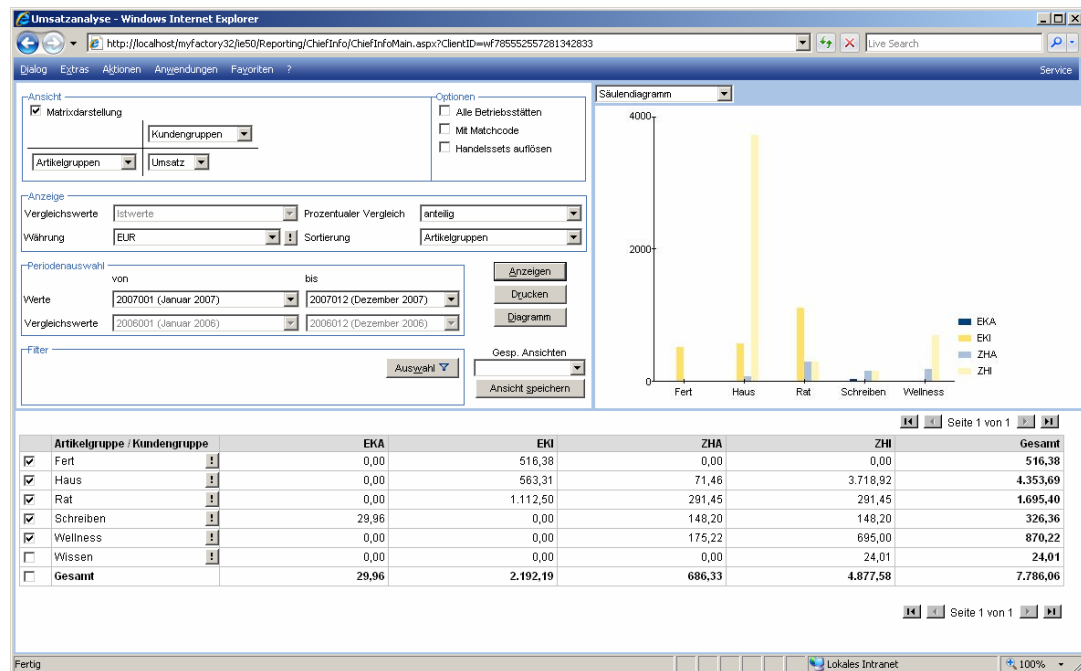 Umsatzanalyse - Windows Internet Explorer
http://localhost/myfactory32/ie50/Reporting/ChiefInfo/ChiefInfoMain.aspx?ClientID=wf785552557281342833 Live Search
Dialog Extras Aktionen Anwendungen Favoriten ? Service
Ansicht Optionen Säulendiagramm
Matrixdarstellung Alle Betriebsstätten
Kundengruppen Mit Matchcode
Handelssets auflösen
Artikelgruppen Umsatz
Anzeige
Vergleichswerte Istwerte Prozentualer Vergleich anteilig
Währung EUR ! Sortierung Artikelgruppen
Periodenauswahl
von bis Anzeigen
Werte 2007001 (Januar 2007) 2007012 (Dezember 2007) Drucken
Vergleichswerte 2006001 (Januar 2006) 2006012 (Dezember 2006) Diagramm
Filter Gesp. Ansichten
Auswahl
Ansicht speichern
4000
2000
0
EKA
EKI
ZHA
ZHI
Fert Haus Rat Schreiben Wellness
Seite 1 von 1
Artikelgruppe / Kundengruppe EKA EKI ZHA ZHI Gesamt
Fert ! 0,00 516,38 0,00 0,00 516,38
Haus ! 0,00 563,31 71,46 3.718,92 4.353,69
Rat ! 0,00 1.112,50 291,45 291,45 1.695,40
Schreiben ! 29,96 0,00 148,20 148,20 326,36
Wellness ! 0,00 0,00 175,22 695,00 870,22
Wissen ! 0,00 0,00 0,00 24,01 24,01
Gesamt 29,96 2.192,19 686,33 4.877,58 7.786,06
Seite 1 von 1
Fertig Lokales Intranet 100%